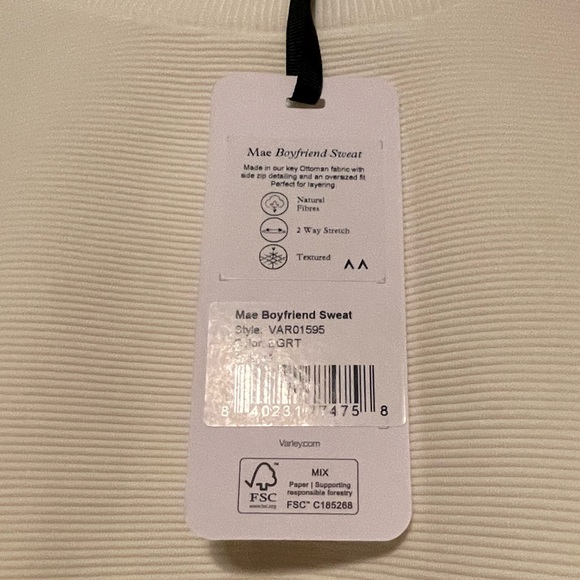 Mae Boyfriend Sweat
Made in our key Ottoman fabric with
side zip detailing and an oversized fit
Perfect for layering
Natural
Fibres
2 Way Stretch
Textured
Mae Boyfriend Sweat
Style: VAR01595
Varley.com
FSC
www.fsc.org
MIX
Paper | Supporting
responsible forestry
FSC™ C185268